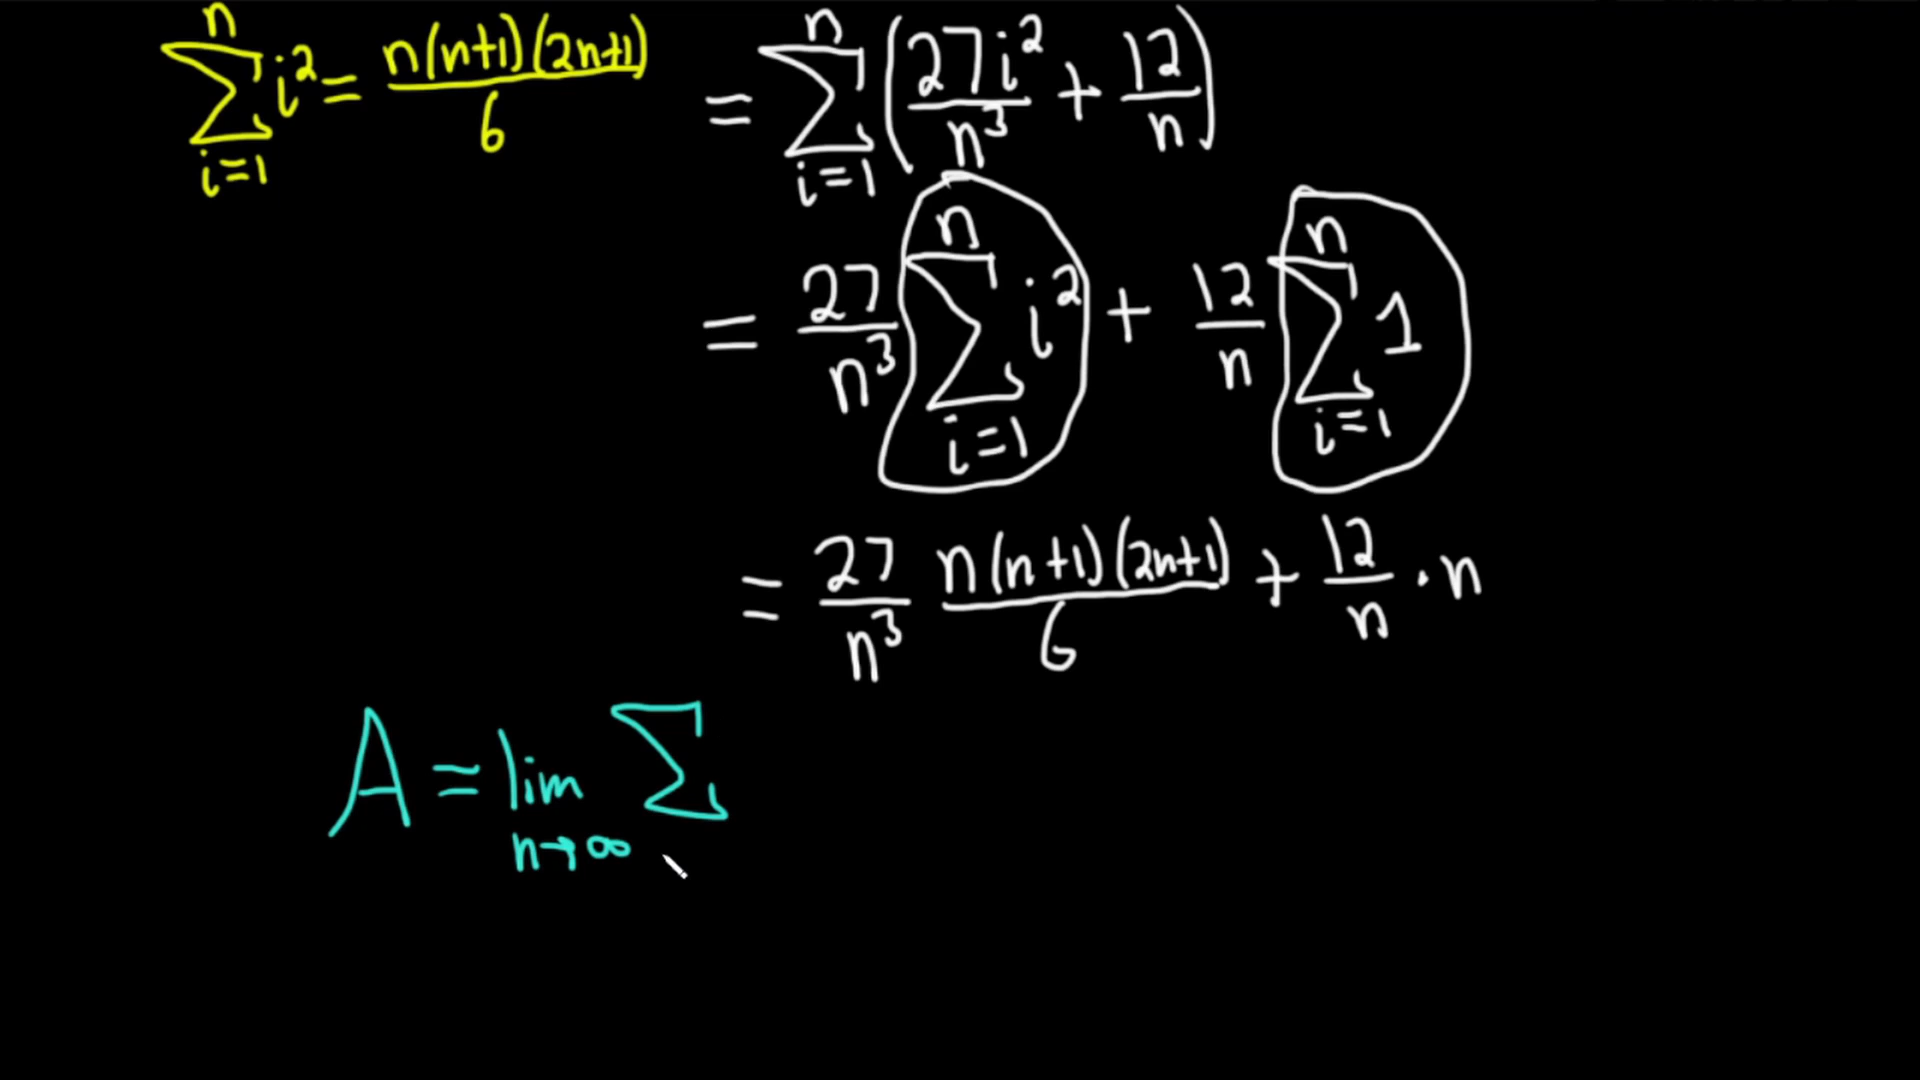 ∑_{i=1}^{n} i² = n(n+1)(2n+1)/6
= ∑_{i=1}^{n} (27i²/n³ + 12/n)
= 27/n³ ∑_{i=1}^{n} i² + 12/n ∑_{i=1}^{n} 1
= 27/n³ n(n+1)(2n+1)/6 + 12/n · n
A = lim_{n→∞} ∑